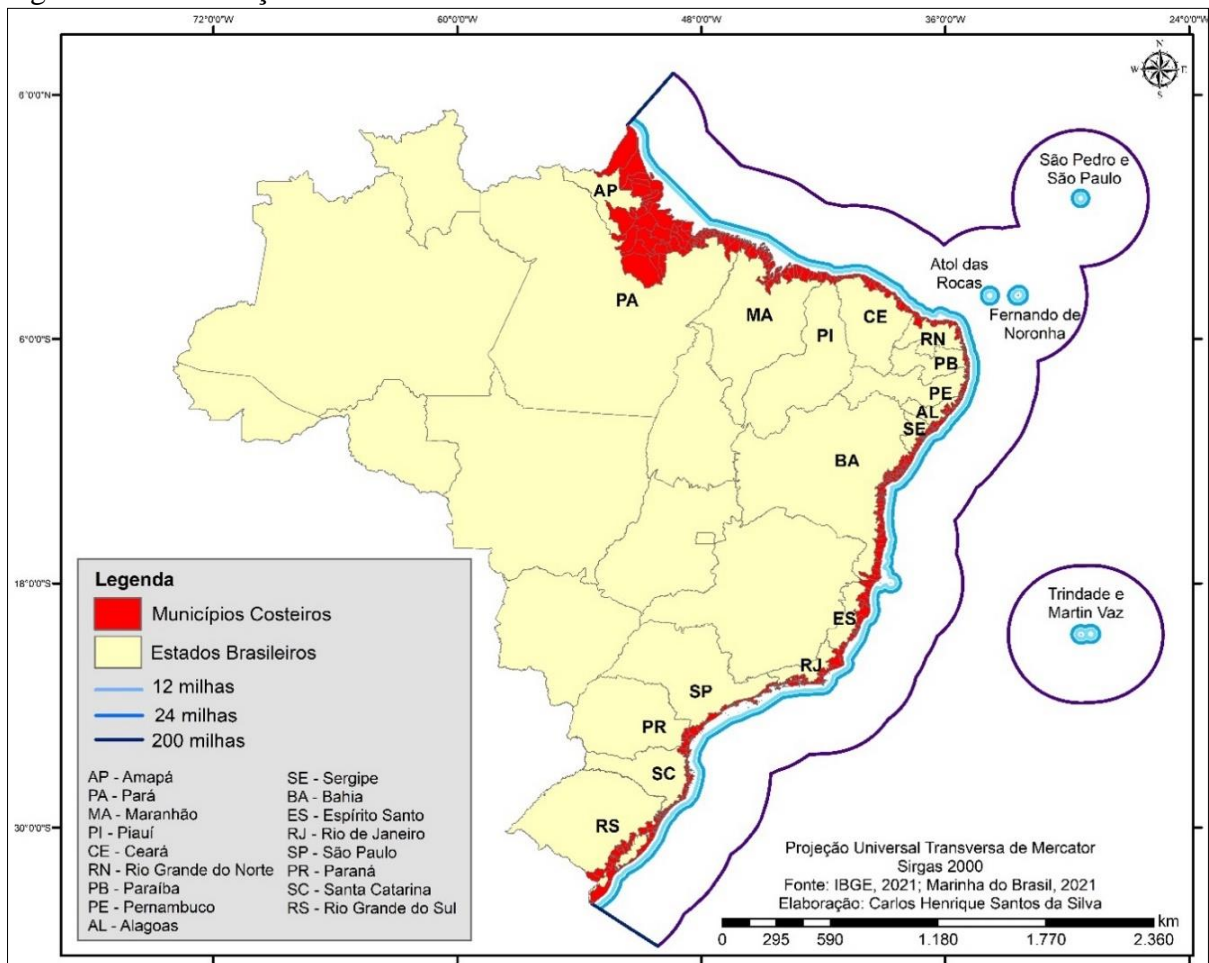 72°0'0"W 60°0'0"W 48°0'0"W 36°0'0"W 24°0'0"W
N
W E
S
6°0'0"N
6°0'0"S
18°0'0"S
30°0'0"S
São Pedro e
São Paulo
Atol das
Rocas
Fernando de
Noronha
Trindade e
Martin Vaz
AP
PA
MA
PI
CE
RN
PB
PE
AL
SE
BA
ES
RJ
SP
PR
SC
RS
Legenda
Municípios Costeiros
Estados Brasileiros
12 milhas
24 milhas
200 milhas
AP - Amapá
PA - Pará
MA - Maranhão
PI - Piauí
CE - Ceará
RN - Rio Grande do Norte
PB - Paraíba
PE - Pernambuco
AL - Alagoas
SE - Sergipe
BA - Bahia
ES - Espírito Santo
RJ - Rio de Janeiro
SP - São Paulo
PR - Paraná
SC - Santa Catarina
RS - Rio Grande do Sul
Projeção Universal Transversa de Mercator
Sirgas 2000
Fonte: IBGE, 2021; Marinha do Brasil, 2021
Elaboração: Carlos Henrique Santos da Silva
km
0 295 590 1.180 1.770 2.360